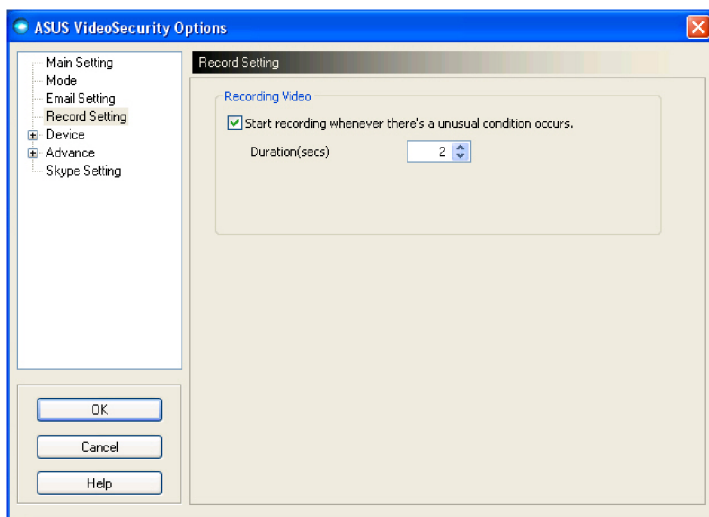 ASUS VideoSecurity Options
Main Setting
Mode
Email Setting
Record Setting
Device
Advance
Skype Setting
OK
Cancel
Help
Record Setting
Recording Video
Start recording whenever there's a unusual condition occurs.
Duration(secs) 2